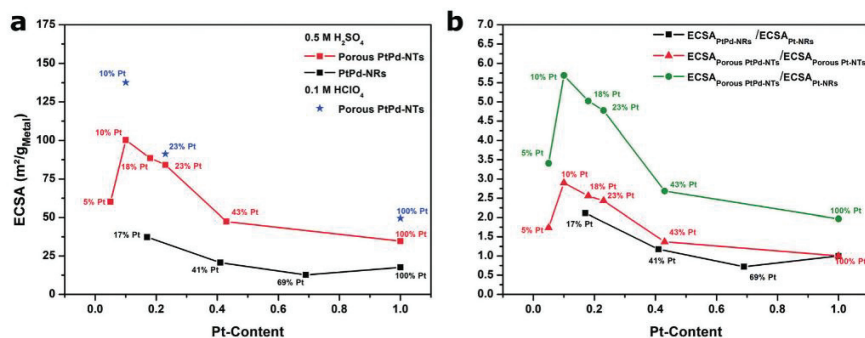 a
0.5 M H₂SO₄
Porous PtPd-NTs
PtPd-NRs
0.1 M HClO₄
Porous PtPd-NTs
10% Pt
10% Pt
18% Pt
23% Pt
23% Pt
5% Pt
43% Pt
17% Pt
41% Pt
69% Pt
100% Pt
100% Pt
100% Pt
ECSA (m²/gMetal)
175
150
125
100
75
50
25
0
0.0 0.2 0.4 0.6 0.8 1.0
Pt-Content
b
ECSAPtPd-NRs /ECSAPt-NRs
ECSAPorous PtPd-NTs/ECSAPorous Pt-NTs
ECSAPorous PtPd-NTs/ECSAPt-NRs
10% Pt
18% Pt
23% Pt
5% Pt
43% Pt
100% Pt
10% Pt
18% Pt
23% Pt
5% Pt
17% Pt
43% Pt
41% Pt
69% Pt
100% Pt
7.0
6.5
6.0
5.5
5.0
4.5
4.0
3.5
3.0
2.5
2.0
1.5
1.0
0.5
0.0
0.0 0.2 0.4 0.6 0.8 1.0
Pt-Content